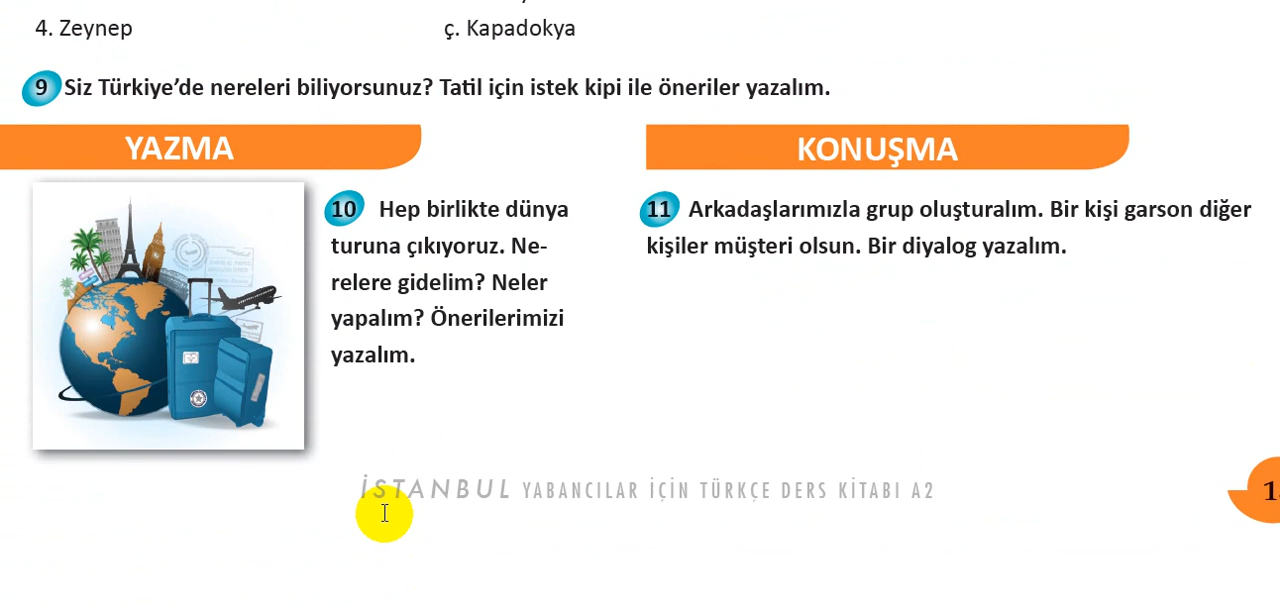 4. Zeynep
ç. Kapadokya
9 Siz Türkiye’de nereleri biliyorsunuz? Tatil için istek kipi ile öneriler yazalım.
YAZMA
10 Hep birlikte dünya
turuna çıkıyoruz. Ne-
relere gidelim? Neler
yapalım? Önerilerimizi
yazalım.
KONUŞMA
11 Arkadaşlarımızla grup oluşturalım. Bir kişi garson diğer
kişiler müşteri olsun. Bir diyalog yazalım.
İSTANBUL YABANCILAR İÇİN TÜRKÇE DERS KİTABI A2